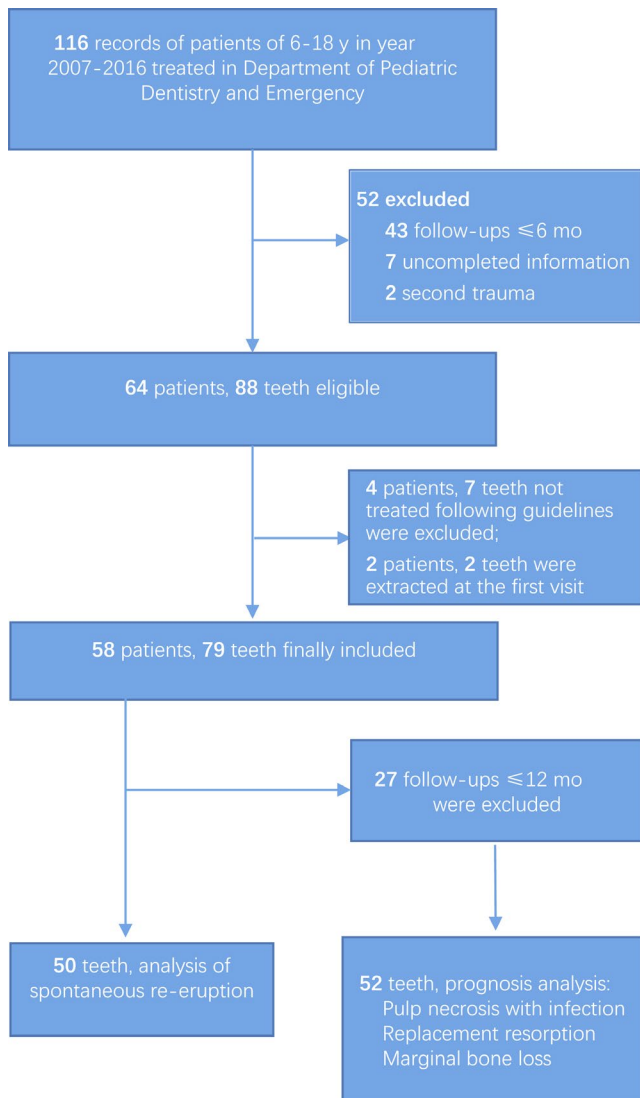 116 records of patients of 6-18 y in year
2007-2016 treated in Department of Pediatric
Dentistry and Emergency
52 excluded
43 follow-ups ≤6 mo
7 uncompleted information
2 second trauma
64 patients, 88 teeth eligible
4 patients, 7 teeth not
treated following guidelines
were excluded;
2 patients, 2 teeth were
extracted at the first visit
58 patients, 79 teeth finally included
27 follow-ups ≤12 mo
were excluded
50 teeth, analysis of
spontaneous re-eruption
52 teeth, prognosis analysis:
Pulp necrosis with infection
Replacement resorption
Marginal bone loss